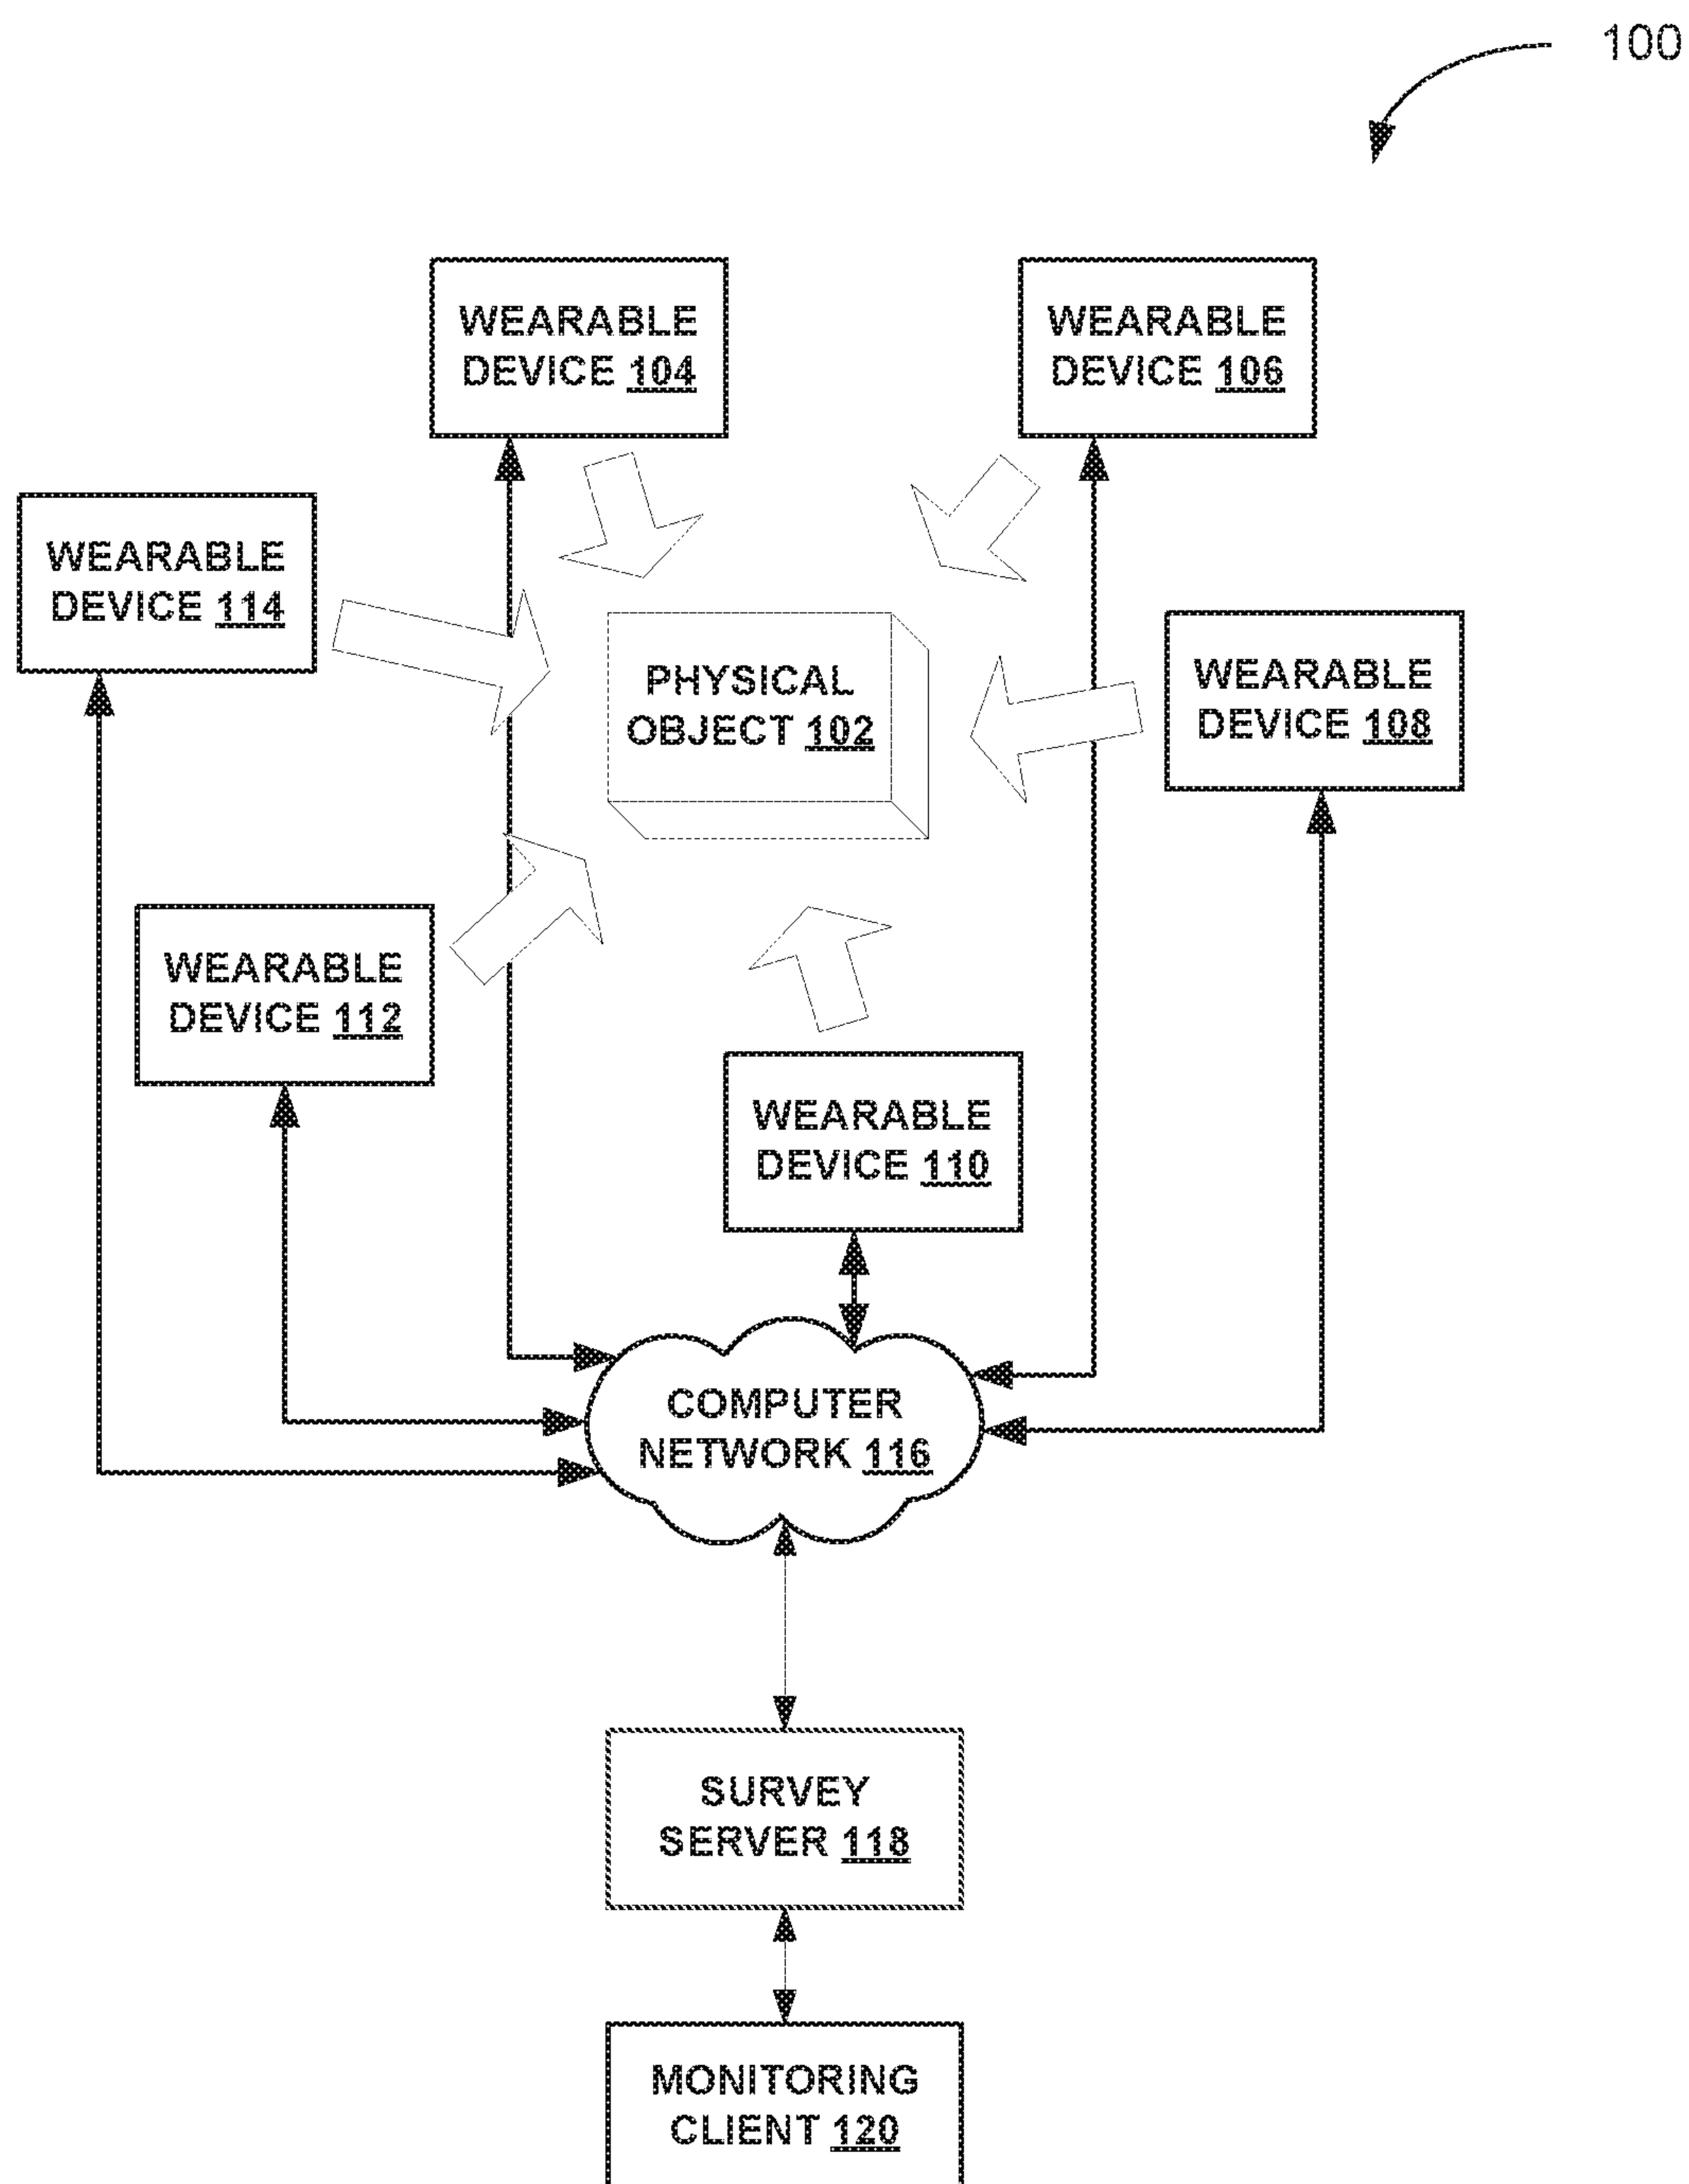 100
WEARABLE
DEVICE 104
WEARABLE
DEVICE 106
WEARABLE
DEVICE 114
PHYSICAL
OBJECT 102
WEARABLE
DEVICE 108
WEARABLE
DEVICE 112
WEARABLE
DEVICE 110
COMPUTER
NETWORK 116
SURVEY
SERVER 118
MONITORING
CLIENT 120